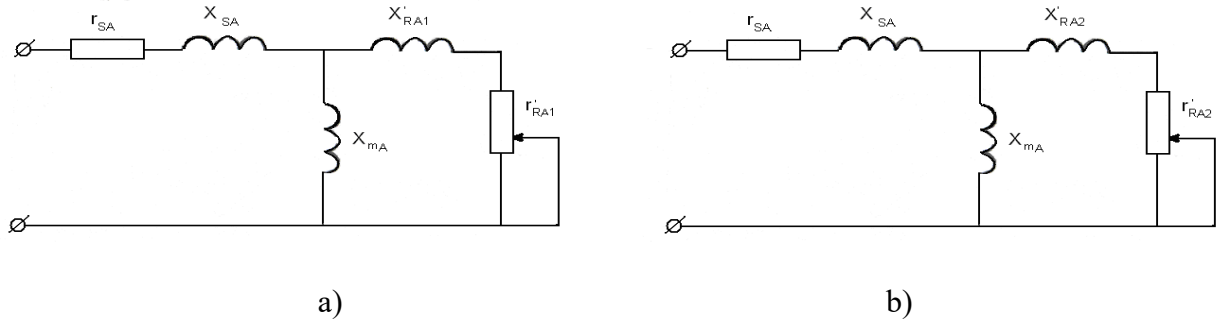 r_SA X_SA X'_RA1
r'_RA1
X_mA
a)
r_SA X_SA X'_RA2
r'_RA2
X_mA
b)